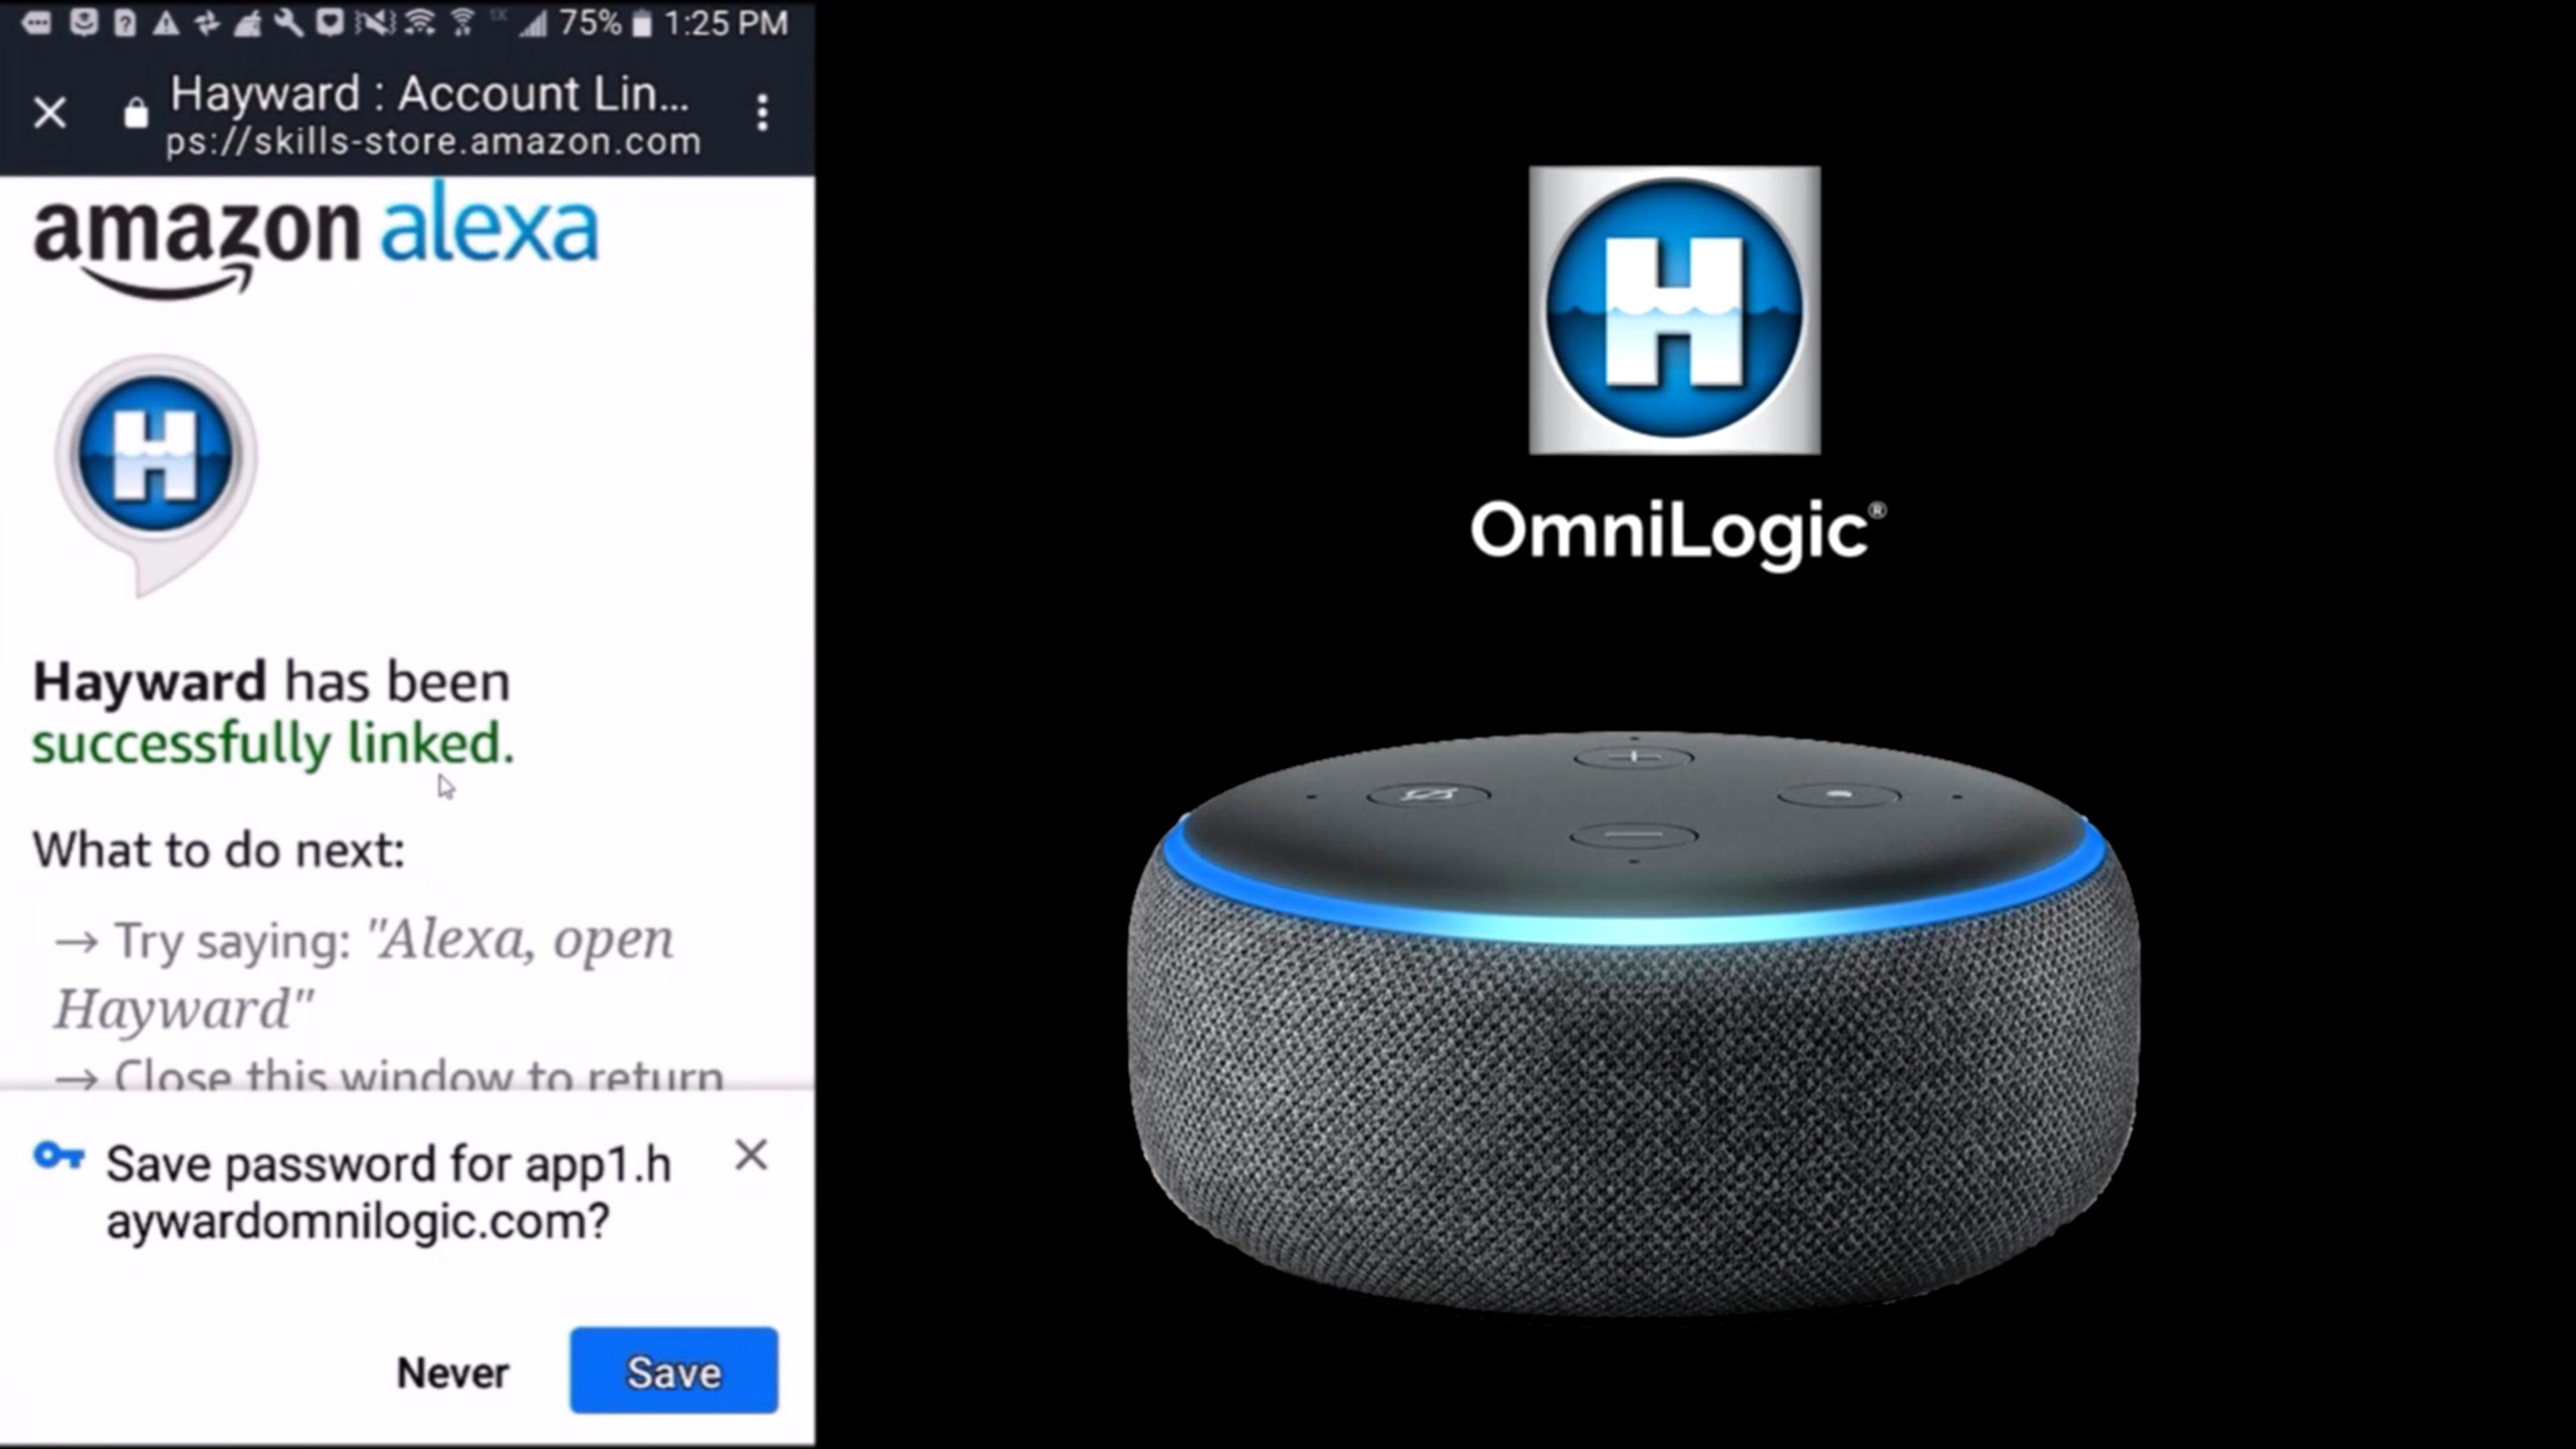 1X 75% 1:25 PM
Hayward : Account Lin...
ps://skills-store.amazon.com
amazon alexa
H
Hayward has been
successfully linked.
What to do next:
→ Try saying: "Alexa, open
Hayward"
→ Close this window to return
Save password for app1.h
aywardomnilogic.com?
Never
Save
H
OmniLogic®